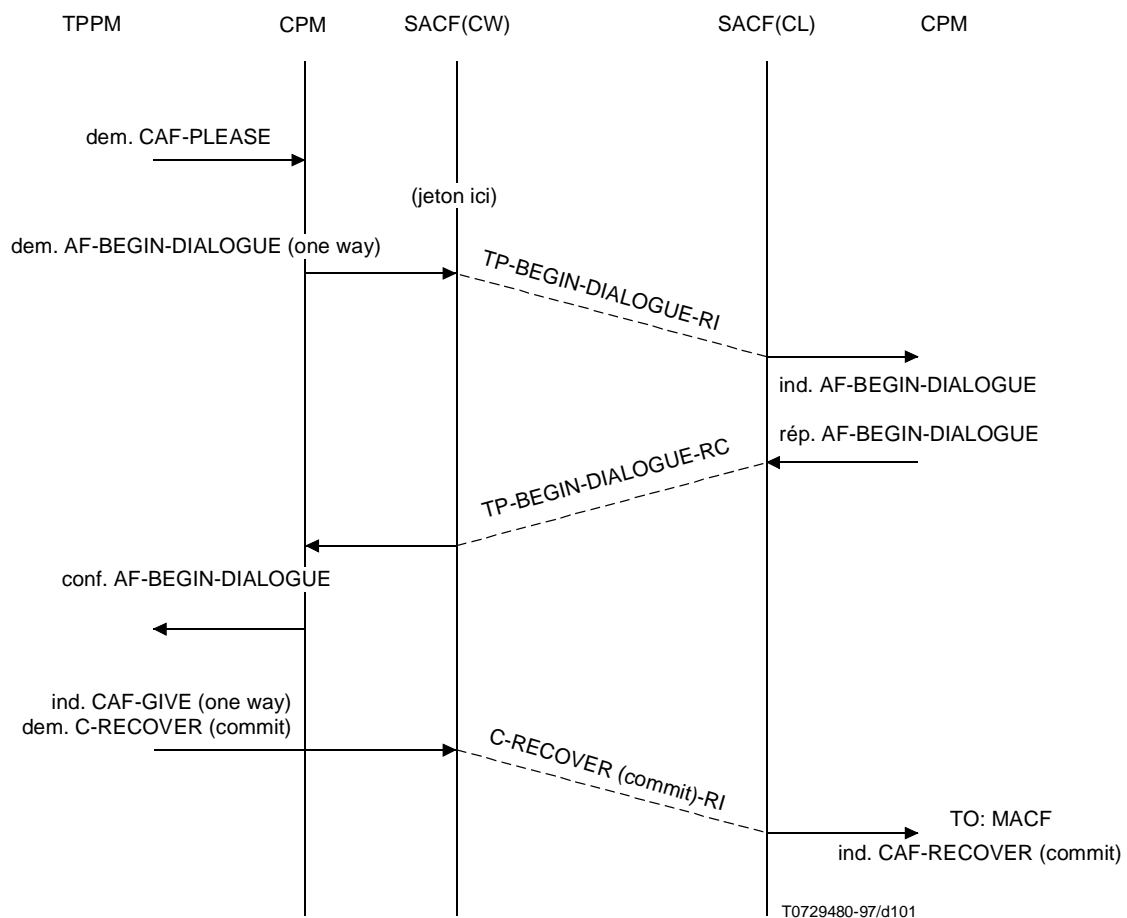 TPPM CPM SACF(CW) SACF(CL) CPM
dem. CAF-PLEASE
(jeton ici)
dem. AF-BEGIN-DIALOGUE (one way)
TP-BEGIN-DIALOGUE-RI
ind. AF-BEGIN-DIALOGUE
rép. AF-BEGIN-DIALOGUE
TP-BEGIN-DIALOGUE-RC
conf. AF-BEGIN-DIALOGUE
ind. CAF-GIVE (one way)
dem. C-RECOVER (commit)
C-RECOVER (commit)-RI
TO: MACF
ind. CAF-RECOVER (commit)
T0729480-97/d101